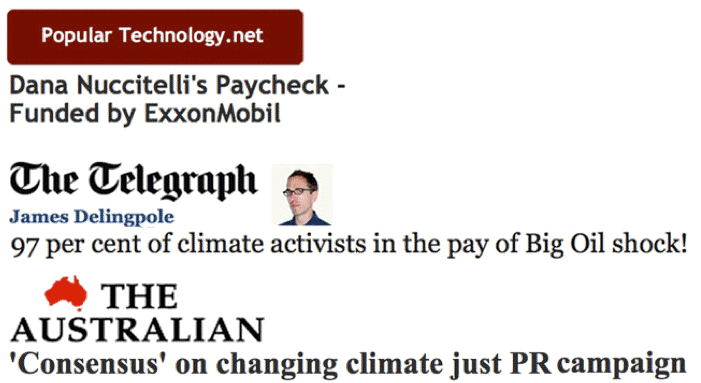 Popular Technology.net
Dana Nuccitelli's Paycheck -
Funded by ExxonMobil
The Telegraph
James Delingpole
97 per cent of climate activists in the pay of Big Oil shock!
THE
AUSTRALIAN
'Consensus' on changing climate just PR campaign